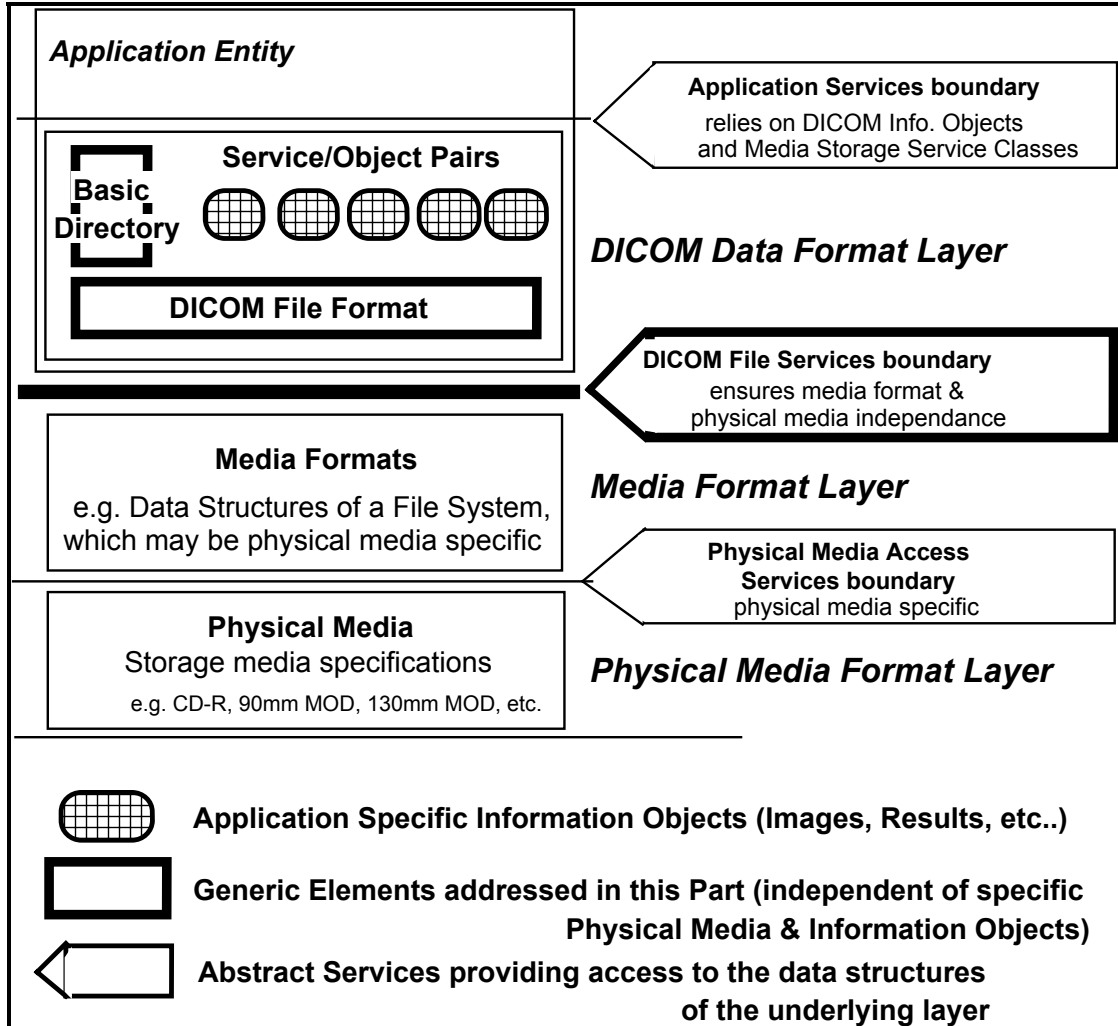 Application Entity
Application Services boundary
relies on DICOM Info. Objects
and Media Storage Service Classes
Service/Object Pairs
Basic
Directory
DICOM File Format
DICOM Data Format Layer
DICOM File Services boundary
ensures media format &
physical media independance
Media Formats
e.g. Data Structures of a File System,
which may be physical media specific
Media Format Layer
Physical Media Access
Services boundary
physical media specific
Physical Media
Storage media specifications
e.g. CD-R, 90mm MOD, 130mm MOD, etc.
Physical Media Format Layer
Application Specific Information Objects (Images, Results, etc..)
Generic Elements addressed in this Part (independent of specific
Physical Media & Information Objects)
Abstract Services providing access to the data structures
of the underlying layer